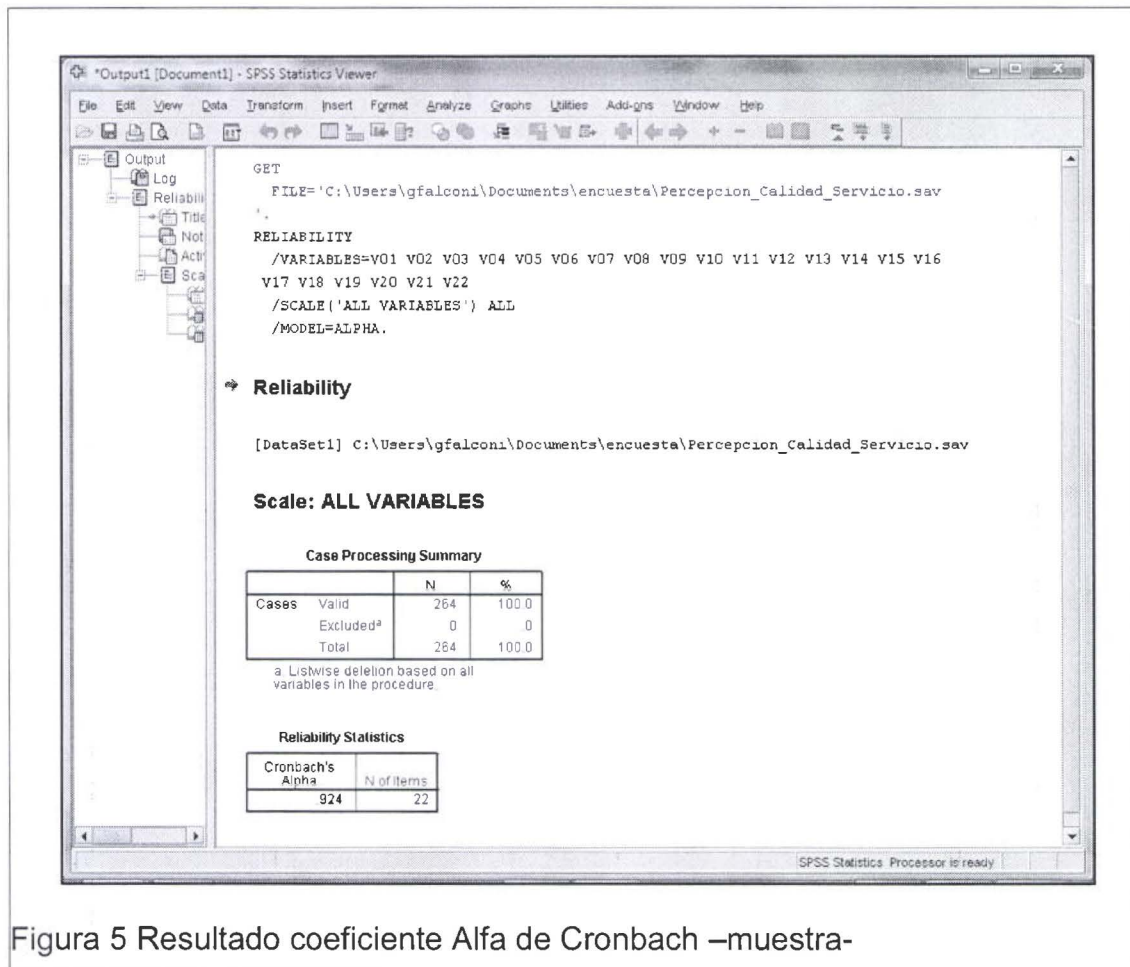 *Output1 [Document1] - SPSS Statistics Viewer
File Edit View Data Transform Insert Format Analyze Graphs Utilities Add-ons Window Help
Output
Log
Reliabili
Title
Not
Acti
Sca
GET
FILE='C:\Users\gfalconi\Documents\encuesta\Percepcion_Calidad_Servicio.sav
'.
RELIABILITY
/VARIABLES=V01 V02 V03 V04 V05 V06 V07 V08 V09 V10 V11 V12 V13 V14 V15 V16
V17 V18 V19 V20 V21 V22
/SCALE('ALL VARIABLES') ALL
/MODEL=ALPHA.
Reliability
[DataSet1] C:\Users\gfalconi\Documents\encuesta\Percepcion_Calidad_Servicio.sav
Scale: ALL VARIABLES
Case Processing Summary
N %
Cases Valid 264 100.0
Excludedª 0 0
Total 264 100.0
a. Listwise deletion based on all
variables in the procedure.
Reliability Statistics
Cronbach's
Alpha N of Items
.924 22
SPSS Statistics Processor is ready
Figura 5 Resultado coeficiente Alfa de Cronbach –muestra-